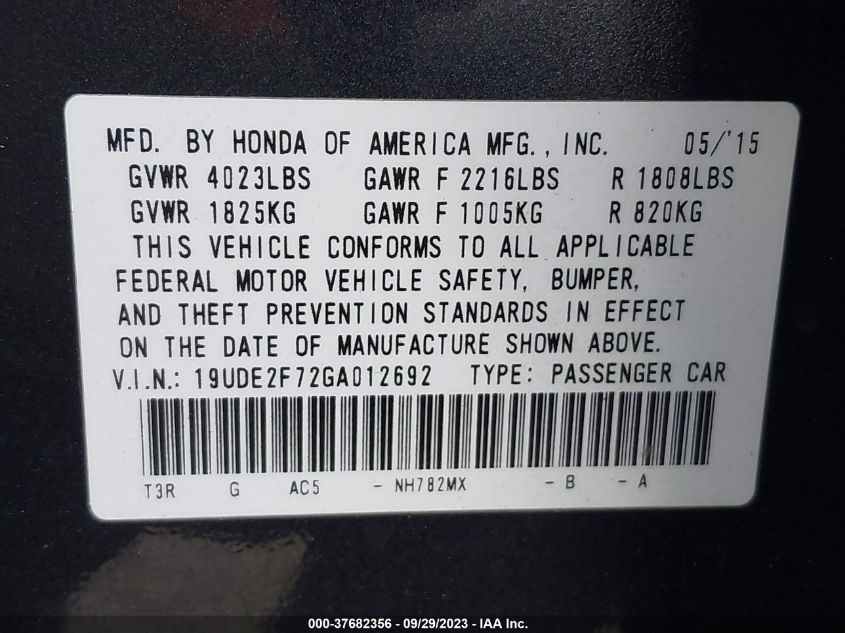 MFD. BY HONDA OF AMERICA MFG., INC. 05/'15
GVWR 4023LBS GAWR F 2216LBS R 1808LBS
GVWR 1825KG GAWR F 1005KG R 820KG
THIS VEHICLE CONFORMS TO ALL APPLICABLE
FEDERAL MOTOR VEHICLE SAFETY, BUMPER,
AND THEFT PREVENTION STANDARDS IN EFFECT
ON THE DATE OF MANUFACTURE SHOWN ABOVE.
V.I.N.: 19UDE2F72GA012692 TYPE: PASSENGER CAR
T3R G AC5 - NH782MX - B - A
000-37682356 - 09/29/2023 - IAA Inc.